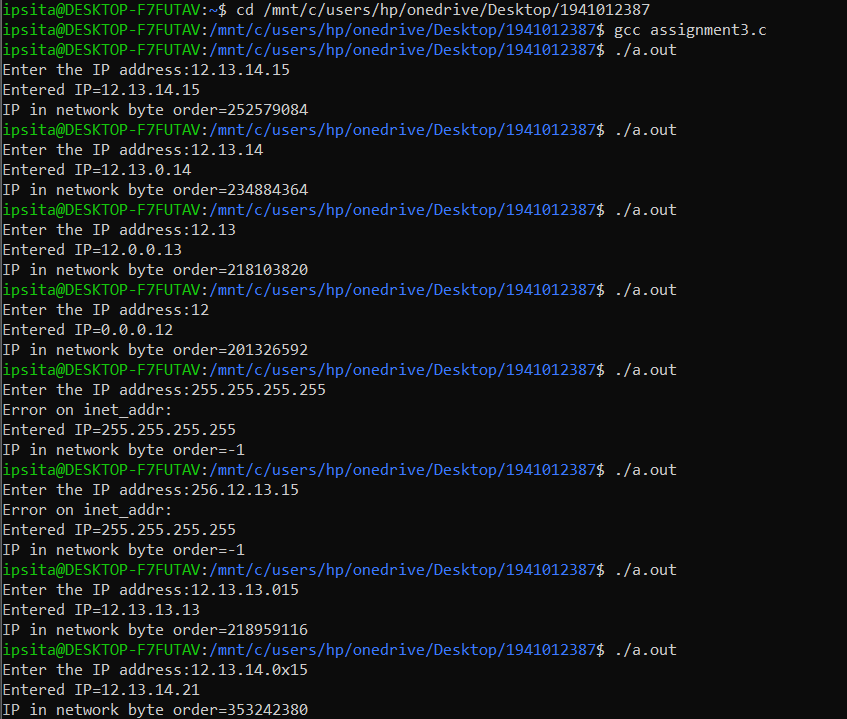 ipsita@DESKTOP-F7FUTAV:~$ cd /mnt/c/users/hp/onedrive/Desktop/1941012387
ipsita@DESKTOP-F7FUTAV:/mnt/c/users/hp/onedrive/Desktop/1941012387$ gcc assignment3.c
ipsita@DESKTOP-F7FUTAV:/mnt/c/users/hp/onedrive/Desktop/1941012387$ ./a.out
Enter the IP address:12.13.14.15
Entered IP=12.13.14.15
IP in network byte order=252579084
ipsita@DESKTOP-F7FUTAV:/mnt/c/users/hp/onedrive/Desktop/1941012387$ ./a.out
Enter the IP address:12.13.14
Entered IP=12.13.0.14
IP in network byte order=234884364
ipsita@DESKTOP-F7FUTAV:/mnt/c/users/hp/onedrive/Desktop/1941012387$ ./a.out
Enter the IP address:12.13
Entered IP=12.0.0.13
IP in network byte order=218103820
ipsita@DESKTOP-F7FUTAV:/mnt/c/users/hp/onedrive/Desktop/1941012387$ ./a.out
Enter the IP address:12
Entered IP=0.0.0.12
IP in network byte order=201326592
ipsita@DESKTOP-F7FUTAV:/mnt/c/users/hp/onedrive/Desktop/1941012387$ ./a.out
Enter the IP address:255.255.255.255
Error on inet_addr:
Entered IP=255.255.255.255
IP in network byte order=-1
ipsita@DESKTOP-F7FUTAV:/mnt/c/users/hp/onedrive/Desktop/1941012387$ ./a.out
Enter the IP address:256.12.13.15
Error on inet_addr:
Entered IP=255.255.255.255
IP in network byte order=-1
ipsita@DESKTOP-F7FUTAV:/mnt/c/users/hp/onedrive/Desktop/1941012387$ ./a.out
Enter the IP address:12.13.13.015
Entered IP=12.13.13.13
IP in network byte order=218959116
ipsita@DESKTOP-F7FUTAV:/mnt/c/users/hp/onedrive/Desktop/1941012387$ ./a.out
Enter the IP address:12.13.14.0x15
Entered IP=12.13.14.21
IP in network byte order=353242380